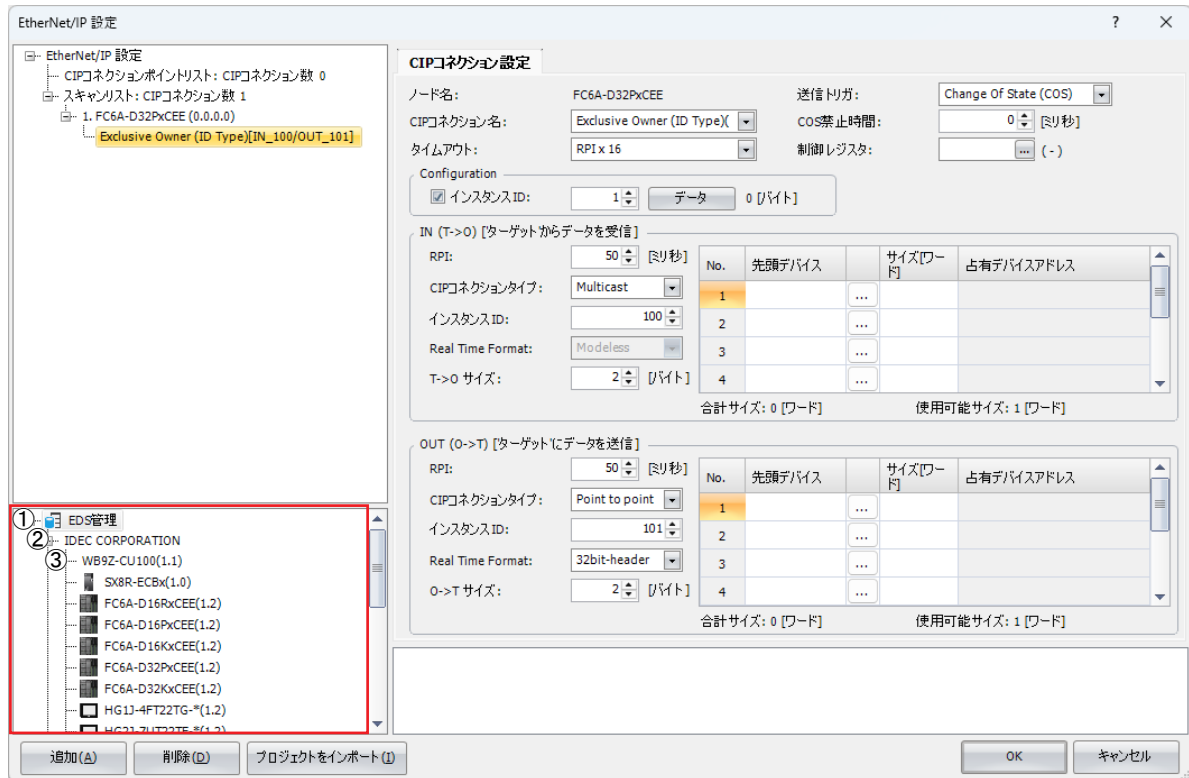 EtherNet/IP 設定
? ×
EtherNet/IP 設定
CIPコネクションポイントリスト: CIPコネクション数 0
スキャンリスト: CIPコネクション数 1
1. FC6A-D32PxCEE (0.0.0.0)
Exclusive Owner (ID Type)[IN_100/OUT_101]
① EDS管理
② IDEC CORPORATION
③ WB9Z-CU100(1.1)
SX8R-ECBx(1.0)
FC6A-D16RxCEE(1.2)
FC6A-D16PxCEE(1.2)
FC6A-D16KxCEE(1.2)
FC6A-D32PxCEE(1.2)
FC6A-D32KxCEE(1.2)
HG1J-4FT22TG-*(1.2)
CIPコネクション設定
ノード名: FC6A-D32PxCEE 送信トリガ: Change Of State (COS)
CIPコネクション名: Exclusive Owner (ID Type)( COS禁止時間: 0 [ミリ秒]
タイムアウト: RPI x 16 制御レジスタ: ... (-)
Configuration
インスタンスID: 1 データ 0 [バイト]
IN (T->O) ['ターゲット'からデータを受信]
RPI: 50 [ミリ秒]
CIPコネクションタイプ: Multicast
インスタンスID: 100
Real Time Format: Modeless
T->O サイズ: 2 [バイト]
No. 先頭デバイス サイズ[ワード] 占有デバイスアドレス
1 ...
2 ...
3 ...
4 ...
合計サイズ: 0 [ワード] 使用可能サイズ: 1 [ワード]
OUT (O->T) ['ターゲット'にデータを送信]
RPI: 50 [ミリ秒]
CIPコネクションタイプ: Point to point
インスタンスID: 101
Real Time Format: 32bit-header
O->T サイズ: 2 [バイト]
No. 先頭デバイス サイズ[ワード] 占有デバイスアドレス
1 ...
2 ...
3 ...
4 ...
合計サイズ: 0 [ワード] 使用可能サイズ: 1 [ワード]
追加(A) 削除(D) プロジェクトをインポート(I) OK キャンセル